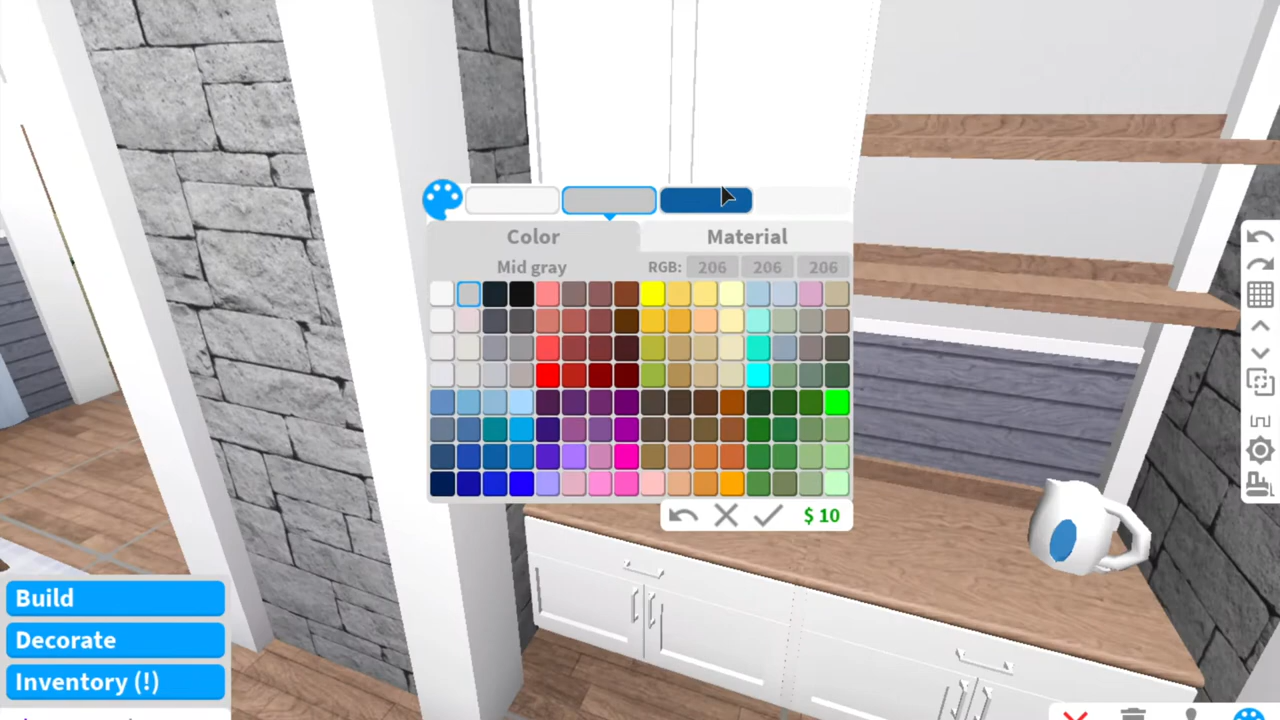 Color Material
Mid gray RGB: 206 206 206
$ 10
Build
Decorate
Inventory (!)